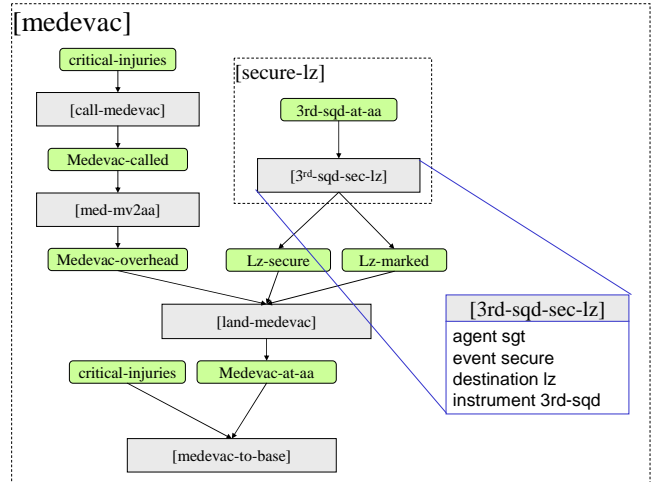 [medevac]
critical-injuries
[call-medevac]
Medevac-called
[med-mv2aa]
Medevac-overhead
[secure-lz]
3rd-sqd-at-aa
[3rd-sqd-sec-lz]
Lz-secure
Lz-marked
[land-medevac]
critical-injuries
Medevac-at-aa
[medevac-to-base]
[3rd-sqd-sec-lz]
agent sgt
event secure
destination lz
instrument 3rd-sqd